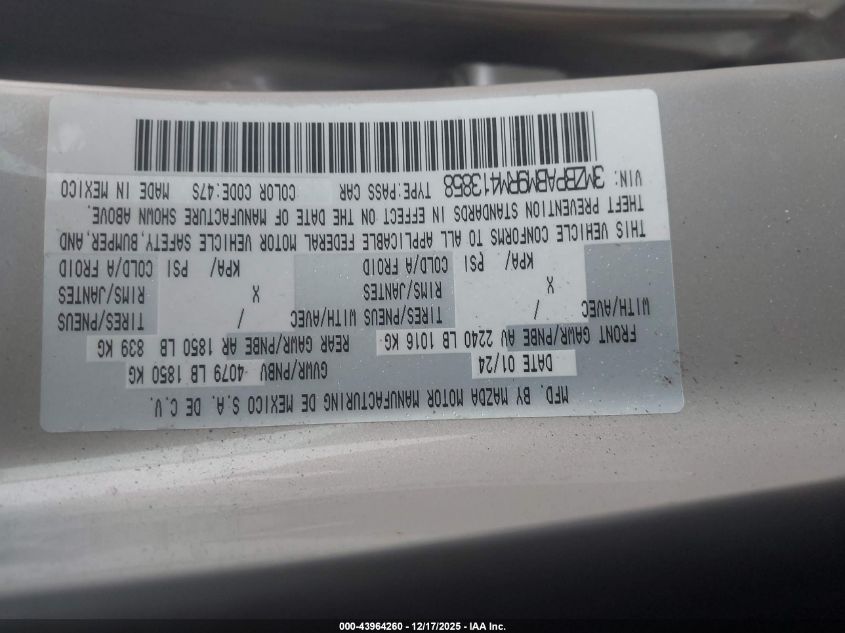 MFD. BY MAZDA MOTOR MANUFACTURING DE MEXICO S.A. DE C.V.
DATE 01/24 GVWR/PNBV 4079 LB 1850 KG
FRONT GAWR/PNBE AV 2240 LB 1016 KG REAR GAWR/PNBE AR 1850 LB 839 KG
WITH/AVEC / TIRES/PNEUS WITH/AVEC / TIRES/PNEUS
X RIMS/JANTES X RIMS/JANTES
KPA/ PSI COLD/A FROID KPA/ PSI COLD/A FROID
THIS VEHICLE CONFORMS TO ALL APPLICABLE FEDERAL MOTOR VEHICLE SAFETY, BUMPER, AND
THEFT PREVENTION STANDARDS IN EFFECT ON THE DATE OF MANUFACTURE SHOWN ABOVE.
VIN: 3MZBPABM9RM413858 TYPE:PASS CAR COLOR CODE:47S MADE IN MEXICO
000-43964260 - 12/17/2025 - IAA Inc.